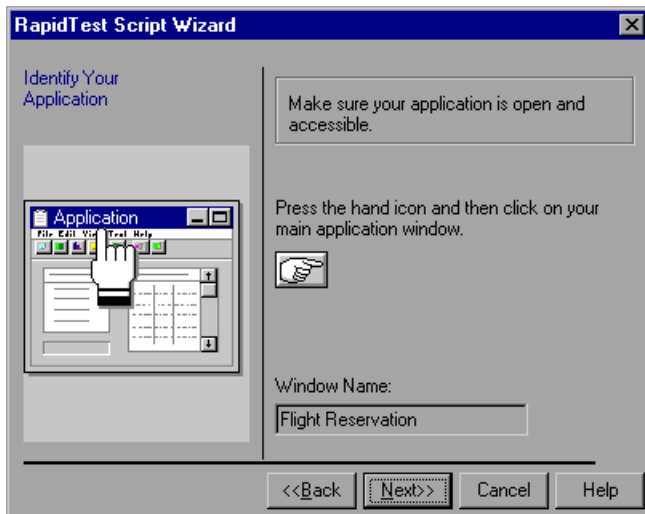 RapidTest Script Wizard
Identify Your
Application
Make sure your application is open and
accessible.
Application
File Edit View Test Help
Press the hand icon and then click on your
main application window.
Window Name:
Flight Reservation
<<Back
Next>>
Cancel
Help